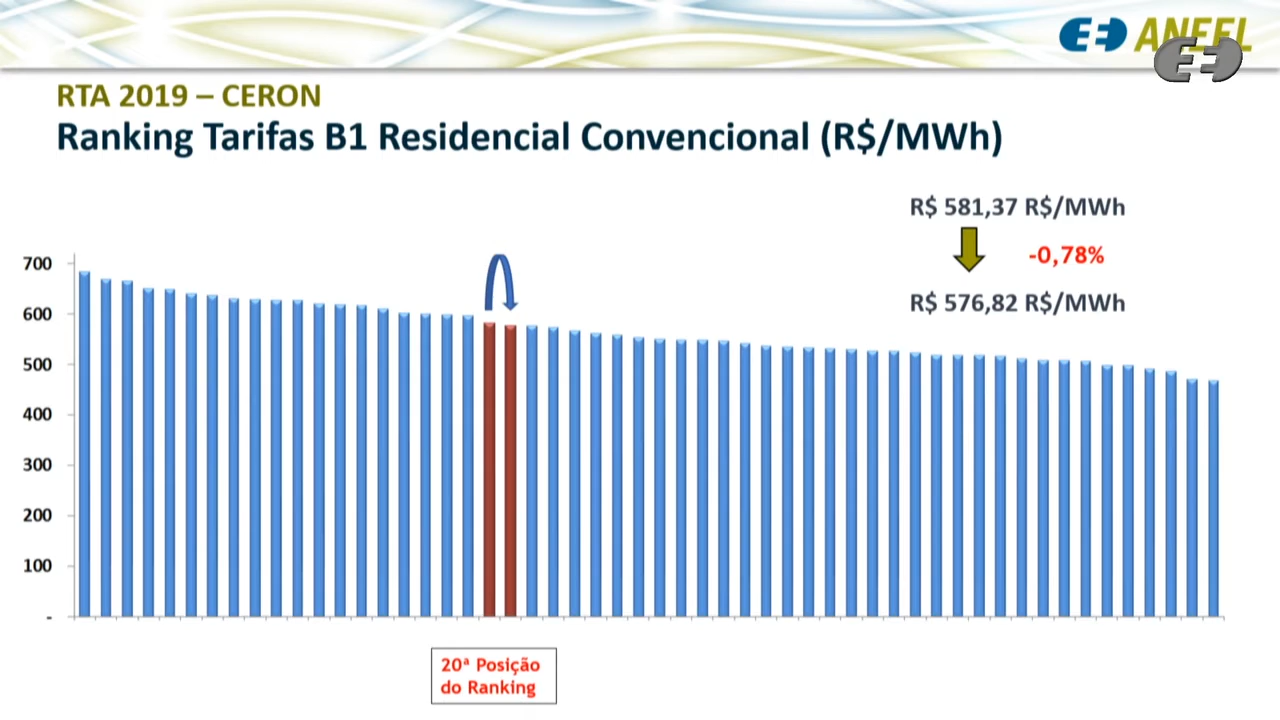 ANEEL
RTA 2019 – CERON
Ranking Tarifas B1 Residencial Convencional (R$/MWh)
R$ 581,37 R$/MWh
-0,78%
R$ 576,82 R$/MWh
700
600
500
400
300
200
100
-
20ª Posição
do Ranking